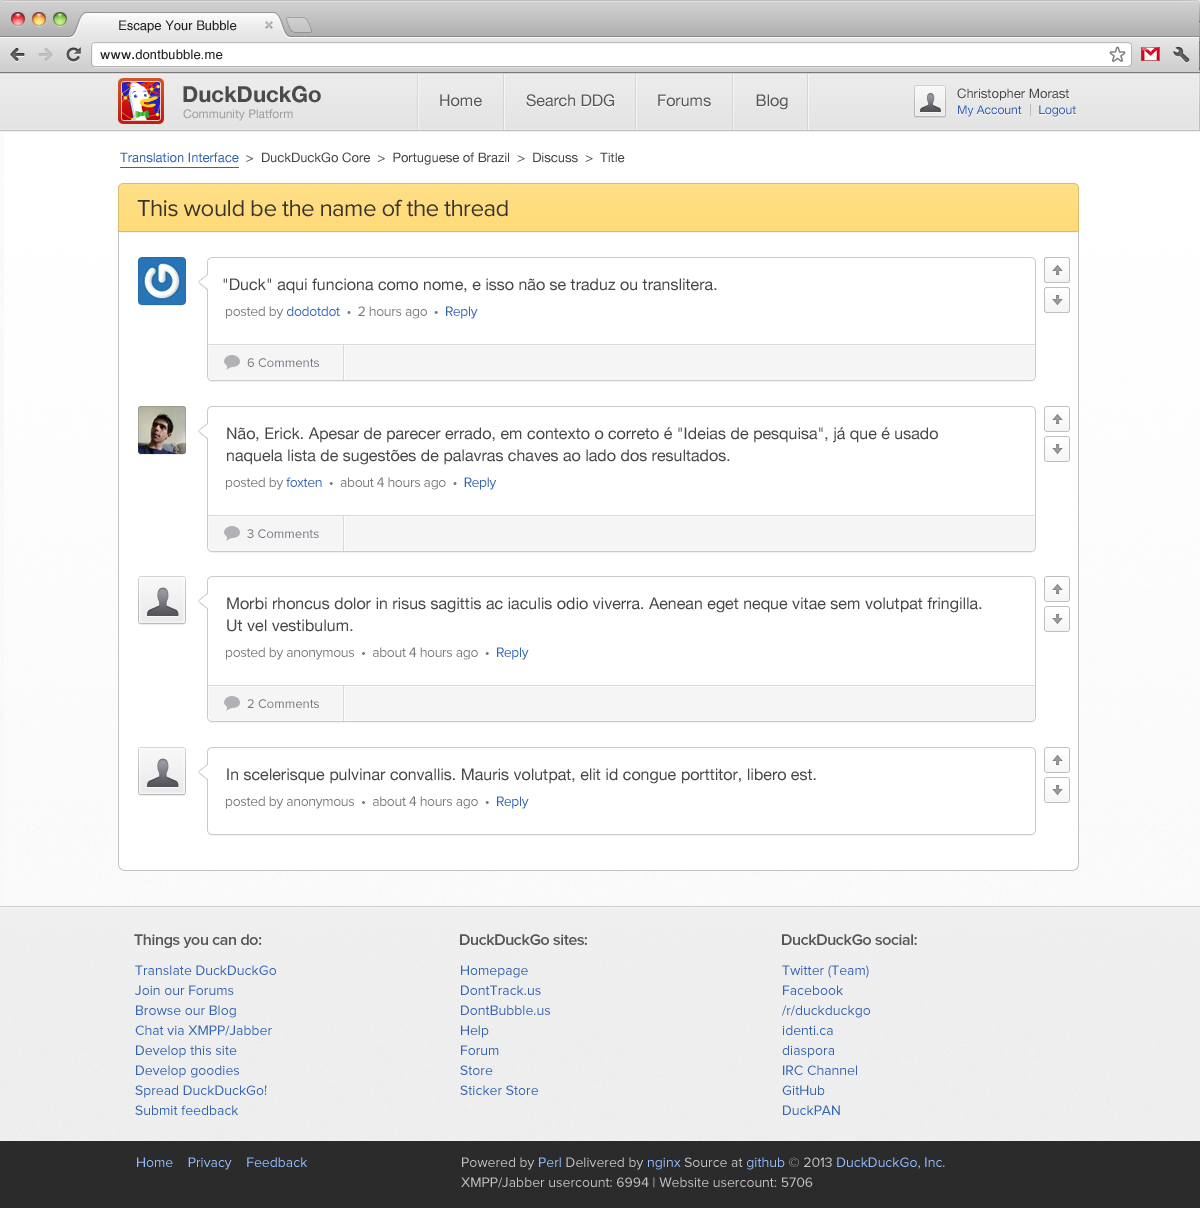 Escape Your Bubble
www.dontbubble.me
DuckDuckGo
Community Platform
Home
Search DDG
Forums
Blog
Christopher Morast
My Account | Logout
Translation Interface > DuckDuckGo Core > Portuguese of Brazil > Discuss > Title
This would be the name of the thread
"Duck" aqui funciona como nome, e isso não se traduz ou translitera.
posted by dodotdot • 2 hours ago • Reply
6 Comments
Não, Erick. Apesar de parecer errado, em contexto o correto é "Ideias de pesquisa", já que é usado
naquela lista de sugestões de palavras chaves ao lado dos resultados.
posted by foxten • about 4 hours ago • Reply
3 Comments
Morbi rhoncus dolor in risus sagittis ac iaculis odio viverra. Aenean eget neque vitae sem volutpat fringilla.
Ut vel vestibulum.
posted by anonymous • about 4 hours ago • Reply
2 Comments
In scelerisque pulvinar convallis. Mauris volutpat, elit id congue porttitor, libero est.
posted by anonymous • about 4 hours ago • Reply
Things you can do:
Translate DuckDuckGo
Join our Forums
Browse our Blog
Chat via XMPP/Jabber
Develop this site
Develop goodies
Spread DuckDuckGo!
Submit feedback
DuckDuckGo sites:
Homepage
DontTrack.us
DontBubble.us
Help
Forum
Store
Sticker Store
DuckDuckGo social:
Twitter (Team)
Facebook
/r/duckduckgo
identi.ca
diaspora
IRC Channel
GitHub
DuckPAN
Home Privacy Feedback
Powered by Perl Delivered by nginx Source at github © 2013 DuckDuckGo, Inc.
XMPP/Jabber usercount: 6994 | Website usercount: 5706